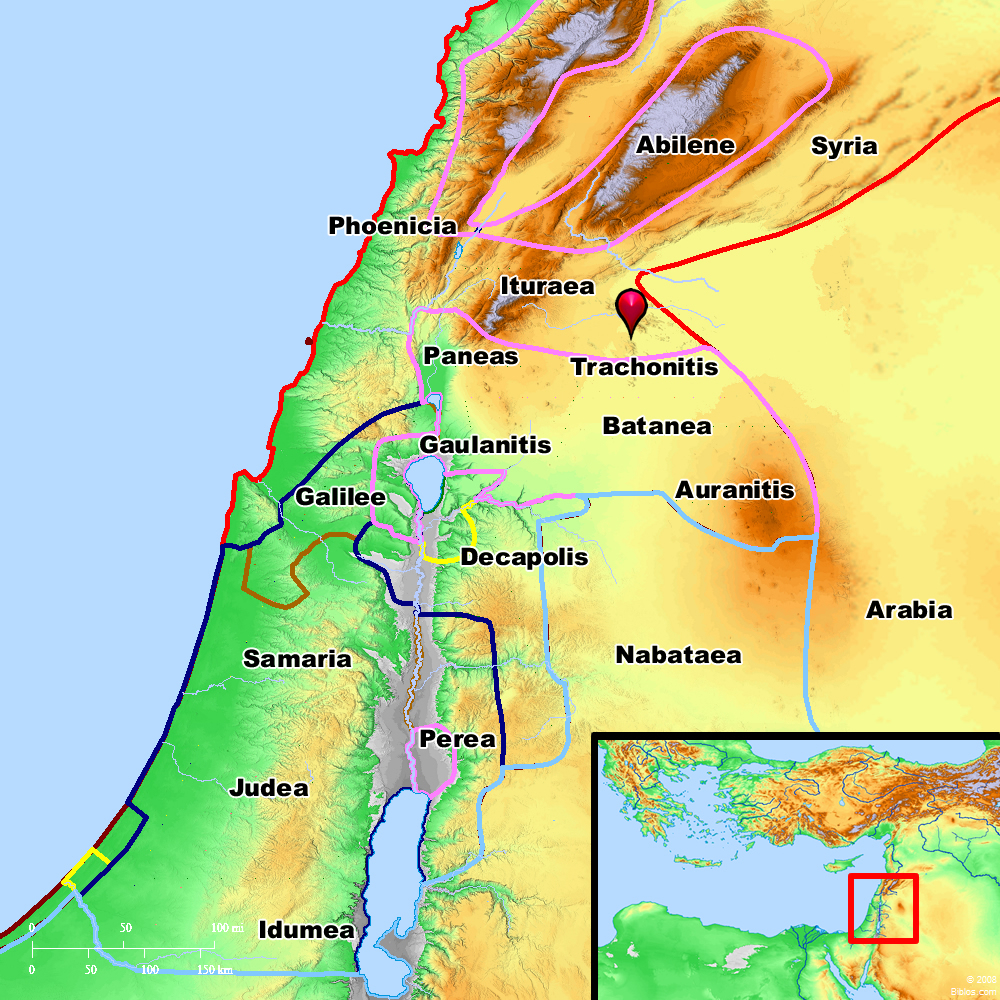 Abilene
Syria
Phoenicia
Ituraea
Paneas
Trachonitis
Batanea
Gaulanitis
Auranitis
Galilee
Decapolis
Arabia
Samaria
Nabataea
Perea
Judea
Idumea
0 50 100 mi
0 50 100 150 km
Biblos.com